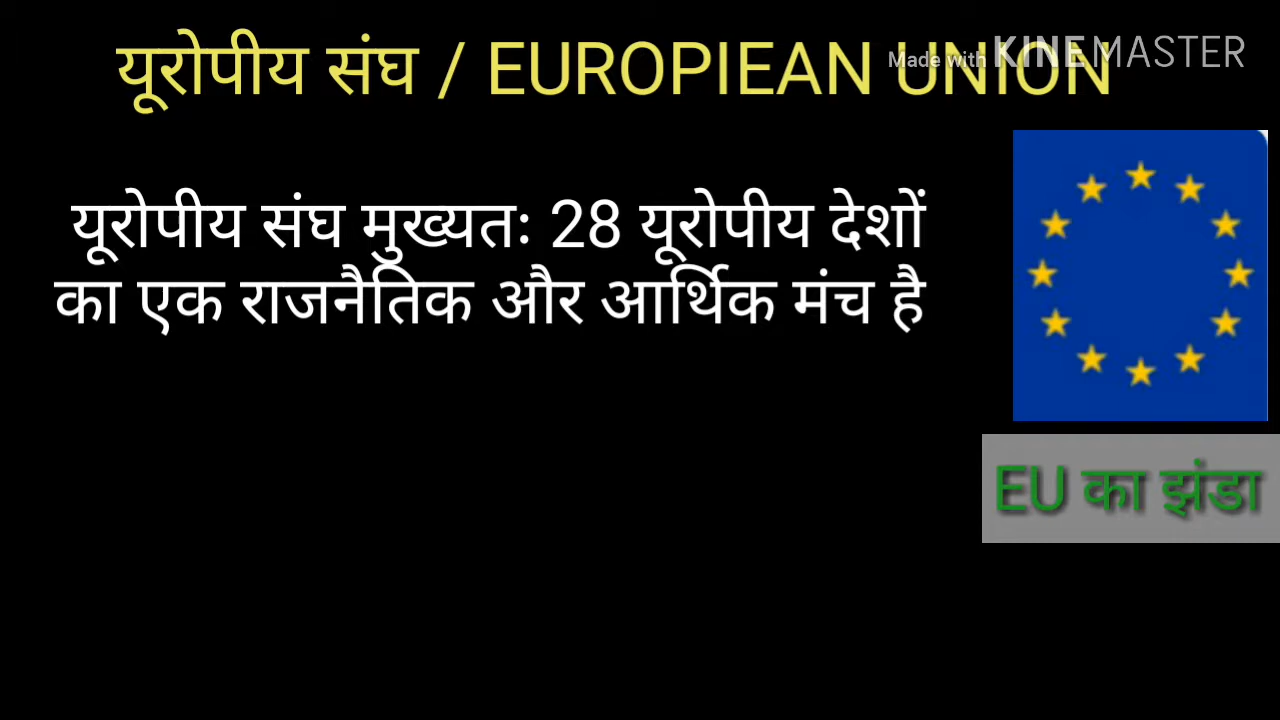 यूरोपीय संघ / EUROPIEAN UNION
Made with KINEMASTER
यूरोपीय संघ मुख्यतः 28 यूरोपीय देशों
का एक राजनैतिक और आर्थिक मंच है
EU का झंडा